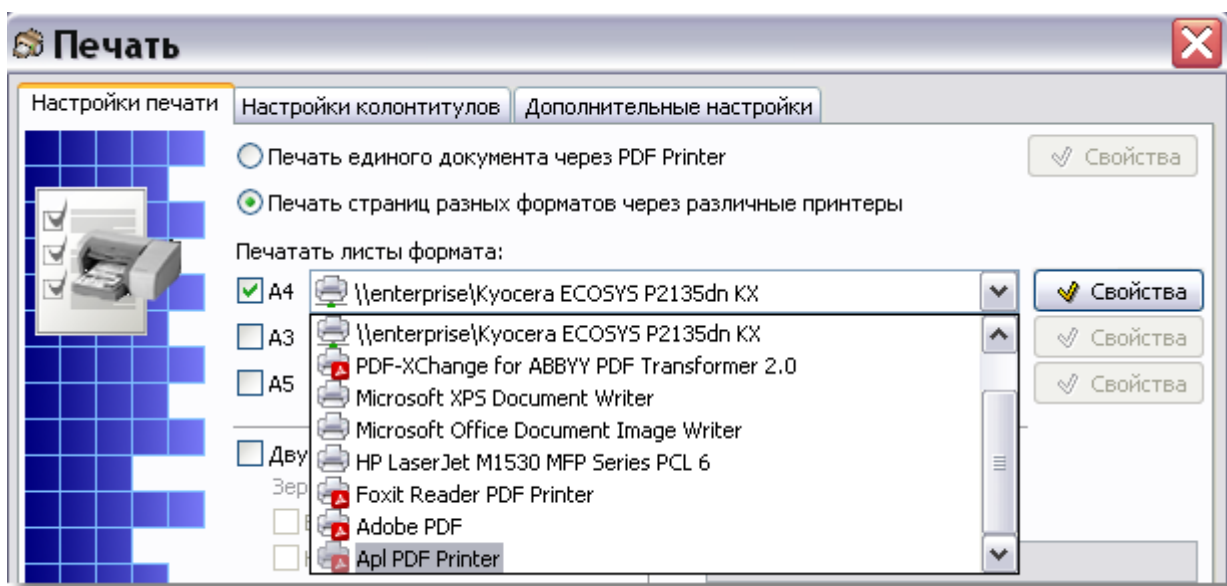 Печать
Настройки печати Настройки колонтитулов Дополнительные настройки
Печать единого документа через PDF Printer Свойства
Печать страниц разных форматов через различные принтеры
Печатать листы формата:
A4 \\enterprise\Kyocera ECOSYS P2135dn KX Свойства
A3 \\enterprise\Kyocera ECOSYS P2135dn KX Свойства
PDF-XChange for ABBYY PDF Transformer 2.0
A5 Свойства
Microsoft XPS Document Writer
Microsoft Office Document Image Writer
Дву HP LaserJet M1530 MFP Series PCL 6
Зер Foxit Reader PDF Printer
Adobe PDF
Apl PDF Printer